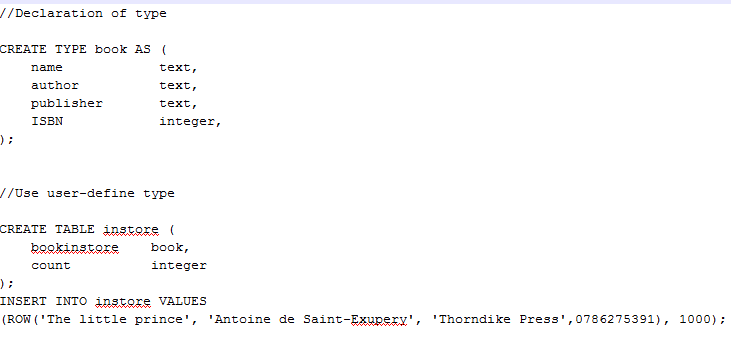 //Declaration of type
CREATE TYPE book AS (
name text,
author text,
publisher text,
ISBN integer,
);
//Use user-define type
CREATE TABLE instore (
bookinstore book,
count integer
);
INSERT INTO instore VALUES
(ROW('The little prince', 'Antoine de Saint-Exupery', 'Thorndike Press',0786275391), 1000);